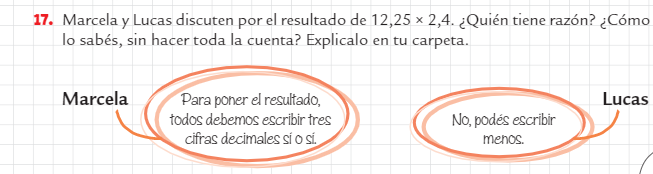 17. Marcela y Lucas discuten por el resultado de 12,25 × 2,4. ¿Quién tiene razón? ¿Cómo
lo sabés, sin hacer toda la cuenta? Explicalo en tu carpeta.
Marcela
Para poner el resultado,
todos debemos escribir tres
cifras decimales sí o sí.
No, podés escribir
menos.
Lucas